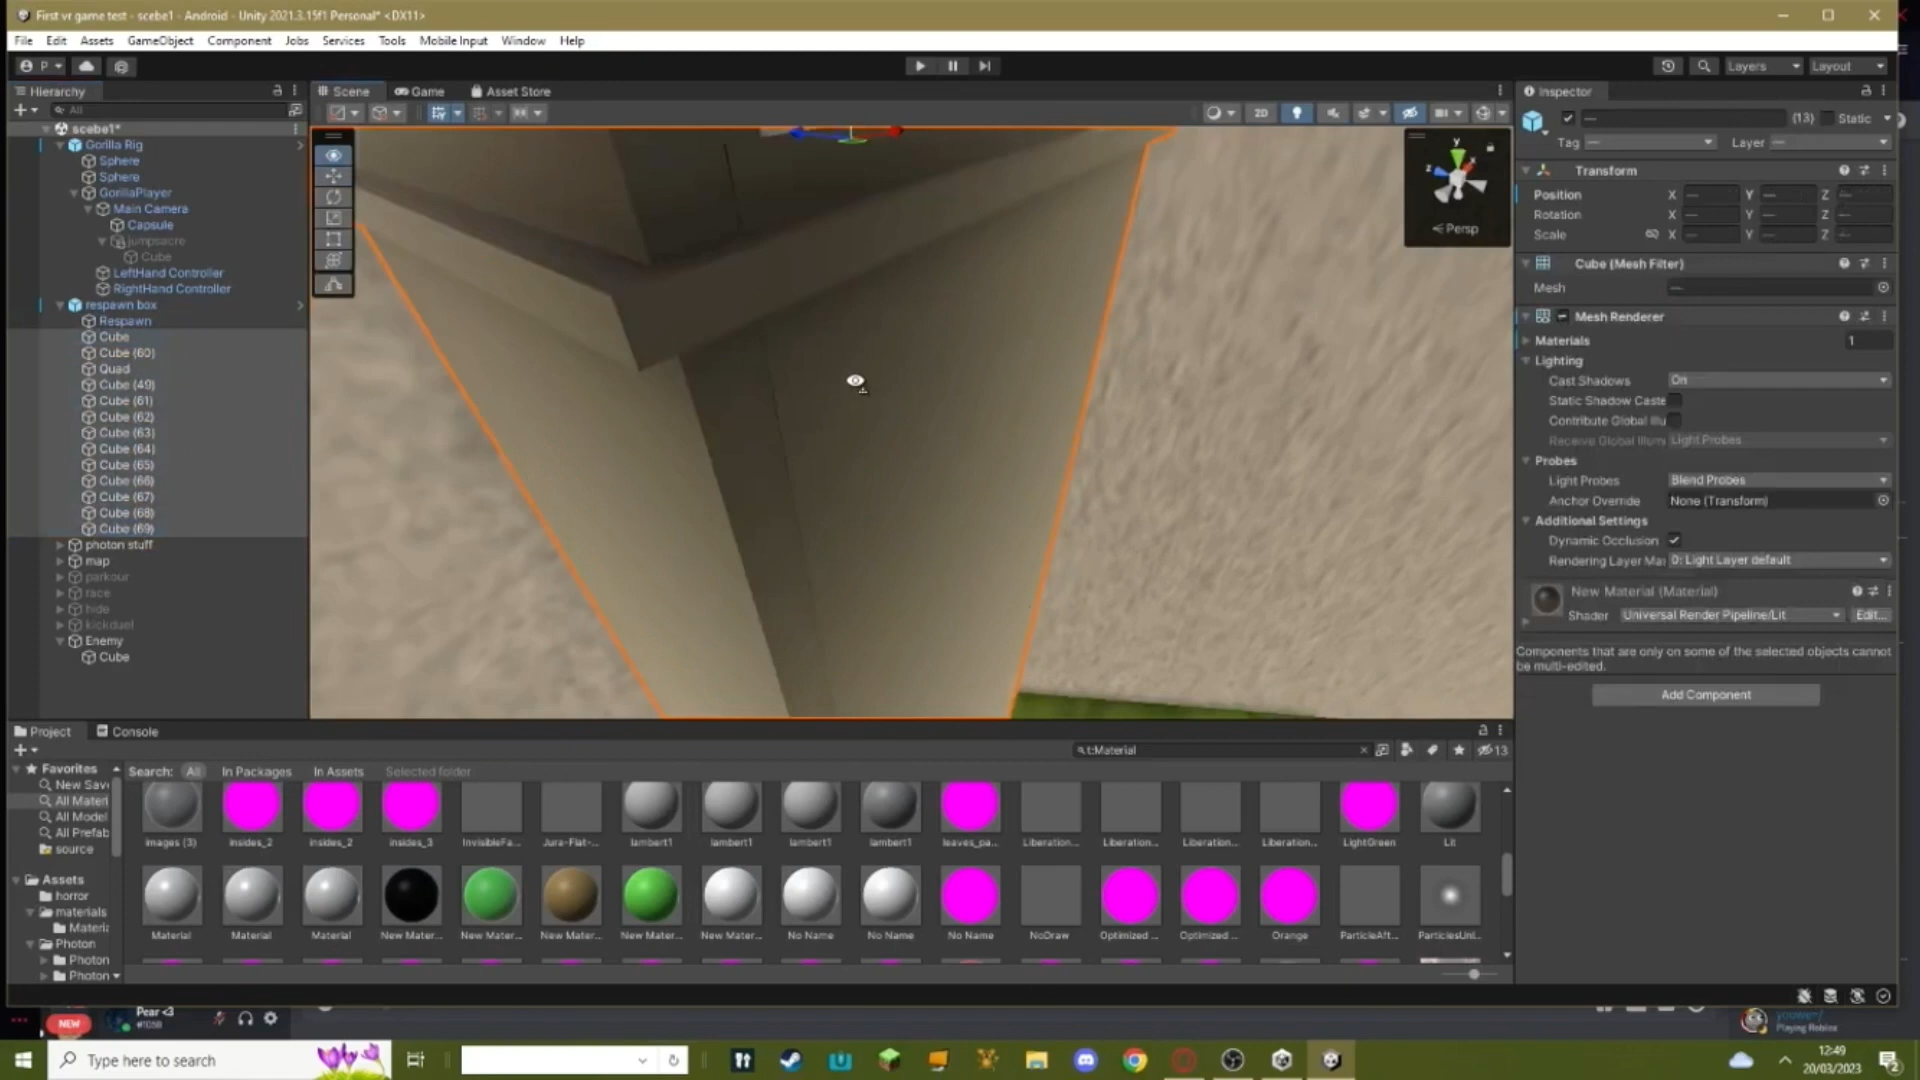 First vr game test - scebe1 - Android - Unity 2021.3.15f1 Personal* <DX11>
File Edit Assets GameObject Component Jobs Services Tools Mobile Input Window Help
P Layers Layout
Hierarchy Scene Game Asset Store Inspector
All 2D
scebe1*
Gorilla Rig
Sphere
Sphere
GorillaPlayer
Main Camera
Capsule
jumpsacre
Cube
LeftHand Controller
RightHand Controller
respawn box
Respawn
Cube
Cube (60)
Quad
Cube (49)
Cube (61)
Cube (62)
Cube (63)
Cube (64)
Cube (65)
Cube (66)
Cube (67)
Cube (68)
Cube (69)
photon stuff
map
parkour
race
hide
kickduel
Enemy
Cube
y
x
z
< Persp
— (13) Static
Tag — Layer —
Transform
Position X — Y — Z —
Rotation X — Y — Z —
Scale X — Y — Z —
Cube (Mesh Filter)
Mesh —
Mesh Renderer
Materials 1
Lighting
Cast Shadows On
Static Shadow Caste
Contribute Global Illu
Receive Global Illumi Light Probes
Probes
Light Probes Blend Probes
Anchor Override None (Transform)
Additional Settings
Dynamic Occlusion
Rendering Layer Mas 0: Light Layer default
New Material (Material)
Shader Universal Render Pipeline/Lit Edit...
Components that are only on some of the selected objects cannot
be multi-edited.
Add Component
Project Console
t:Material 13
Favorites
New Save
All Materi
All Model
All Prefab
source
Assets
horror
materials
Materia
Photon
Photon
Photon
Search: All In Packages In Assets Selected folder
images (3) insides_2 insides_2 insides_3 InvisibleFa... Jura-Flat-... lambert1 lambert1 lambert1 lambert1 leaves_pa... Liberation... Liberation... Liberation... Liberation... LightGreen Lit
Material Material Material New Mater... New Mater... New Mater... New Mater... New Mater... No Name No Name No Name NoDraw Optimized ... Optimized ... Orange ParticleAft... ParticlesUnl...
NEW Pear <3
#1058
Playing Roblox
Type here to search
12:49
20/03/2023
2